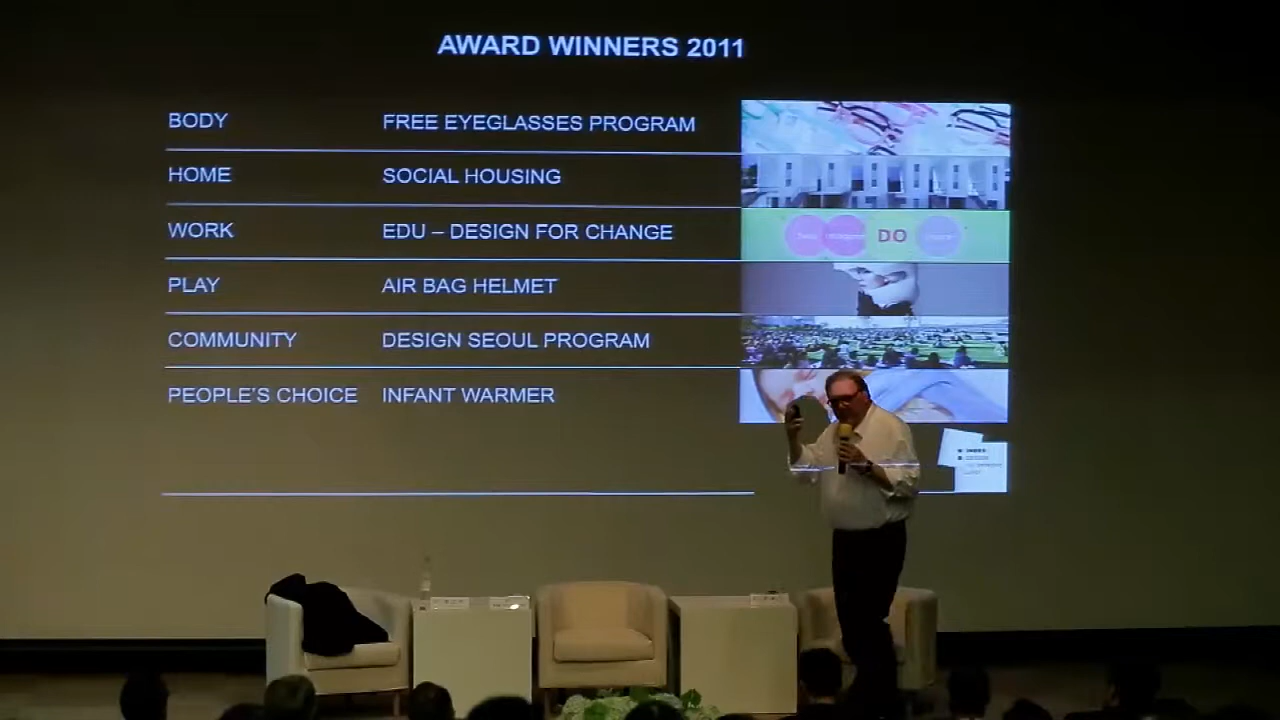 AWARD WINNERS 2011
BODY FREE EYEGLASSES PROGRAM
HOME SOCIAL HOUSING
WORK EDU – DESIGN FOR CHANGE
DO
PLAY AIR BAG HELMET
COMMUNITY DESIGN SEOUL PROGRAM
PEOPLE'S CHOICE INFANT WARMER
INDEX